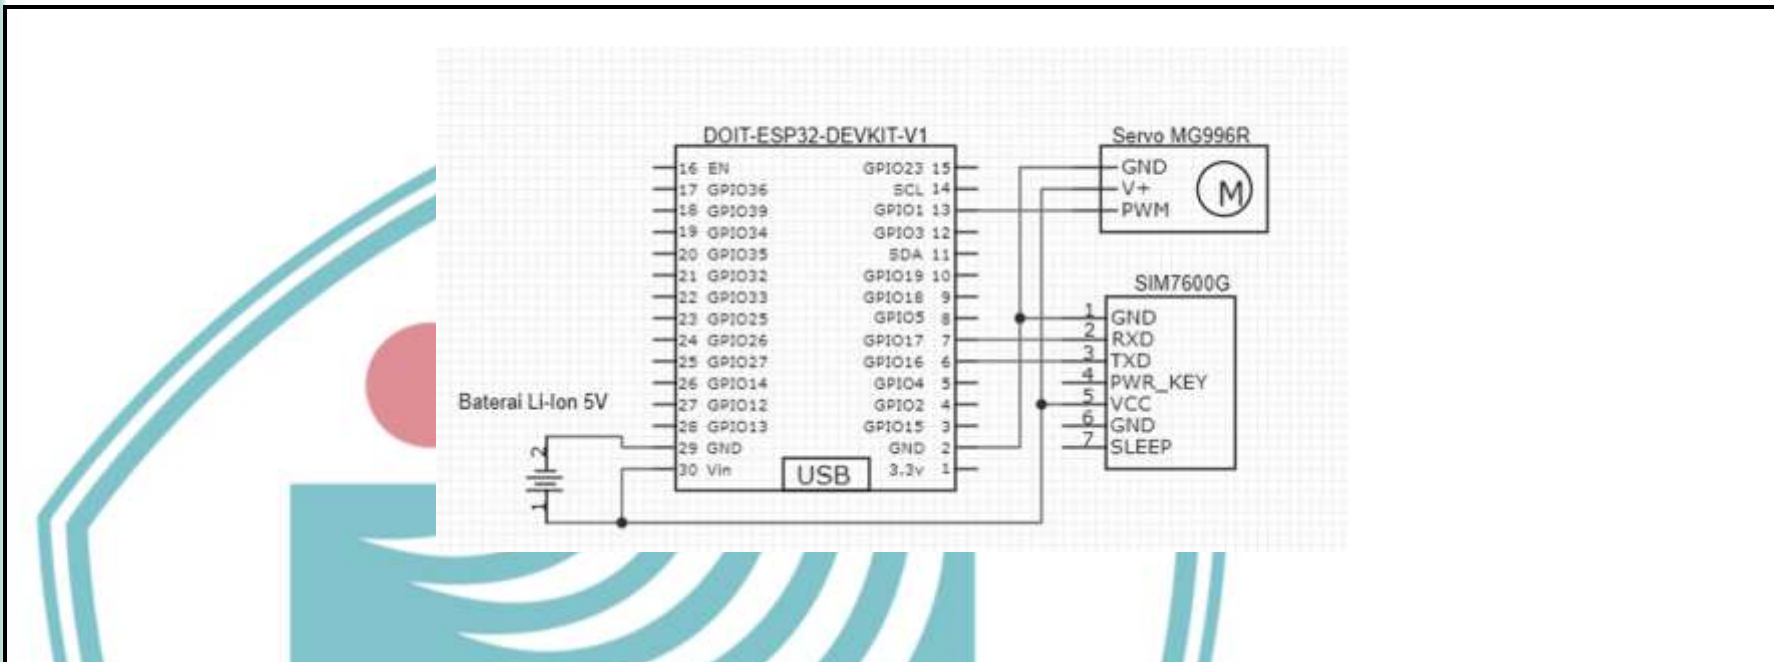 DOIT-ESP32-DEVKIT-V1
16 EN
17 GPIO36
18 GPIO39
19 GPIO34
20 GPIO35
21 GPIO32
22 GPIO33
23 GPIO25
24 GPIO26
25 GPIO27
26 GPIO14
27 GPIO12
28 GPIO13
29 GND
30 Vin
GPIO23 15
SCL 14
GPIO1 13
GPIO3 12
SDA 11
GPIO19 10
GPIO18 9
GPIO5 8
GPIO17 7
GPIO16 6
GPIO4 5
GPIO2 4
GPIO15 3
GND 2
3.3v 1
USB
Servo MG996R
GND
V+
PWM
M
SIM7600G
1 GND
2 RXD
3 TXD
4 PWR_KEY
5 VCC
6 GND
7 SLEEP
Baterai Li-Ion 5V
2
1